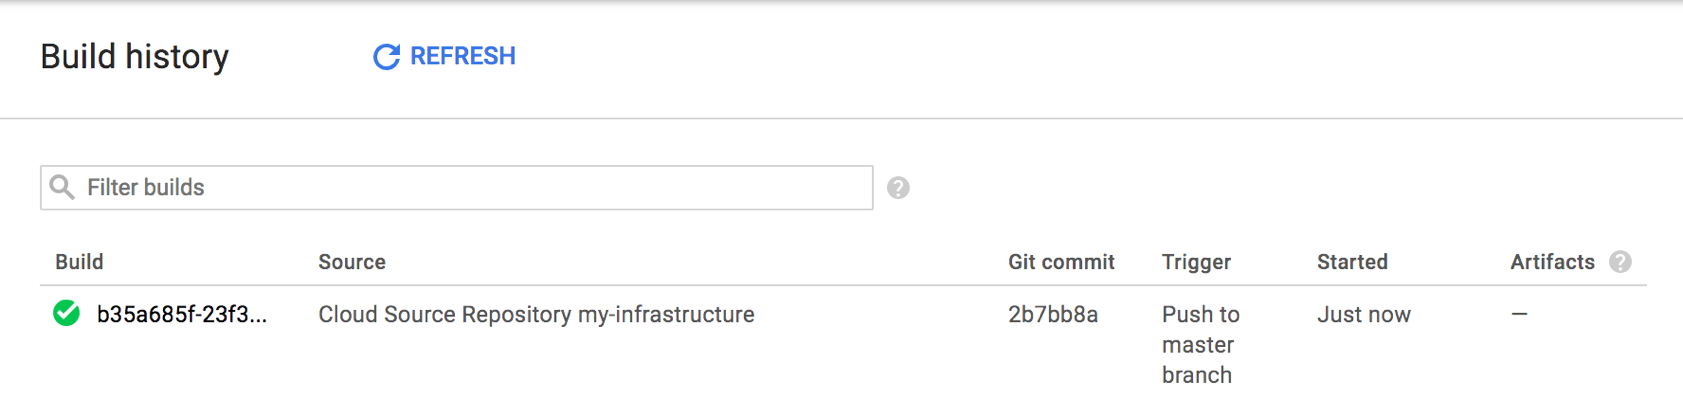 Build history REFRESH
Filter builds ?
Build Source Git commit Trigger Started Artifacts ?
b35a685f-23f3... Cloud Source Repository my-infrastructure 2b7bb8a Push to Just now —
master
branch